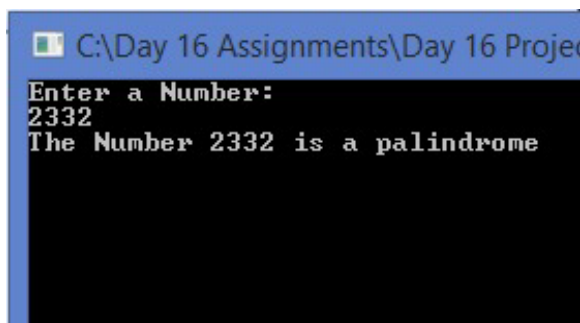 C:\Day 16 Assignments\Day 16 Projec
Enter a Number:
2332
The Number 2332 is a palindrome